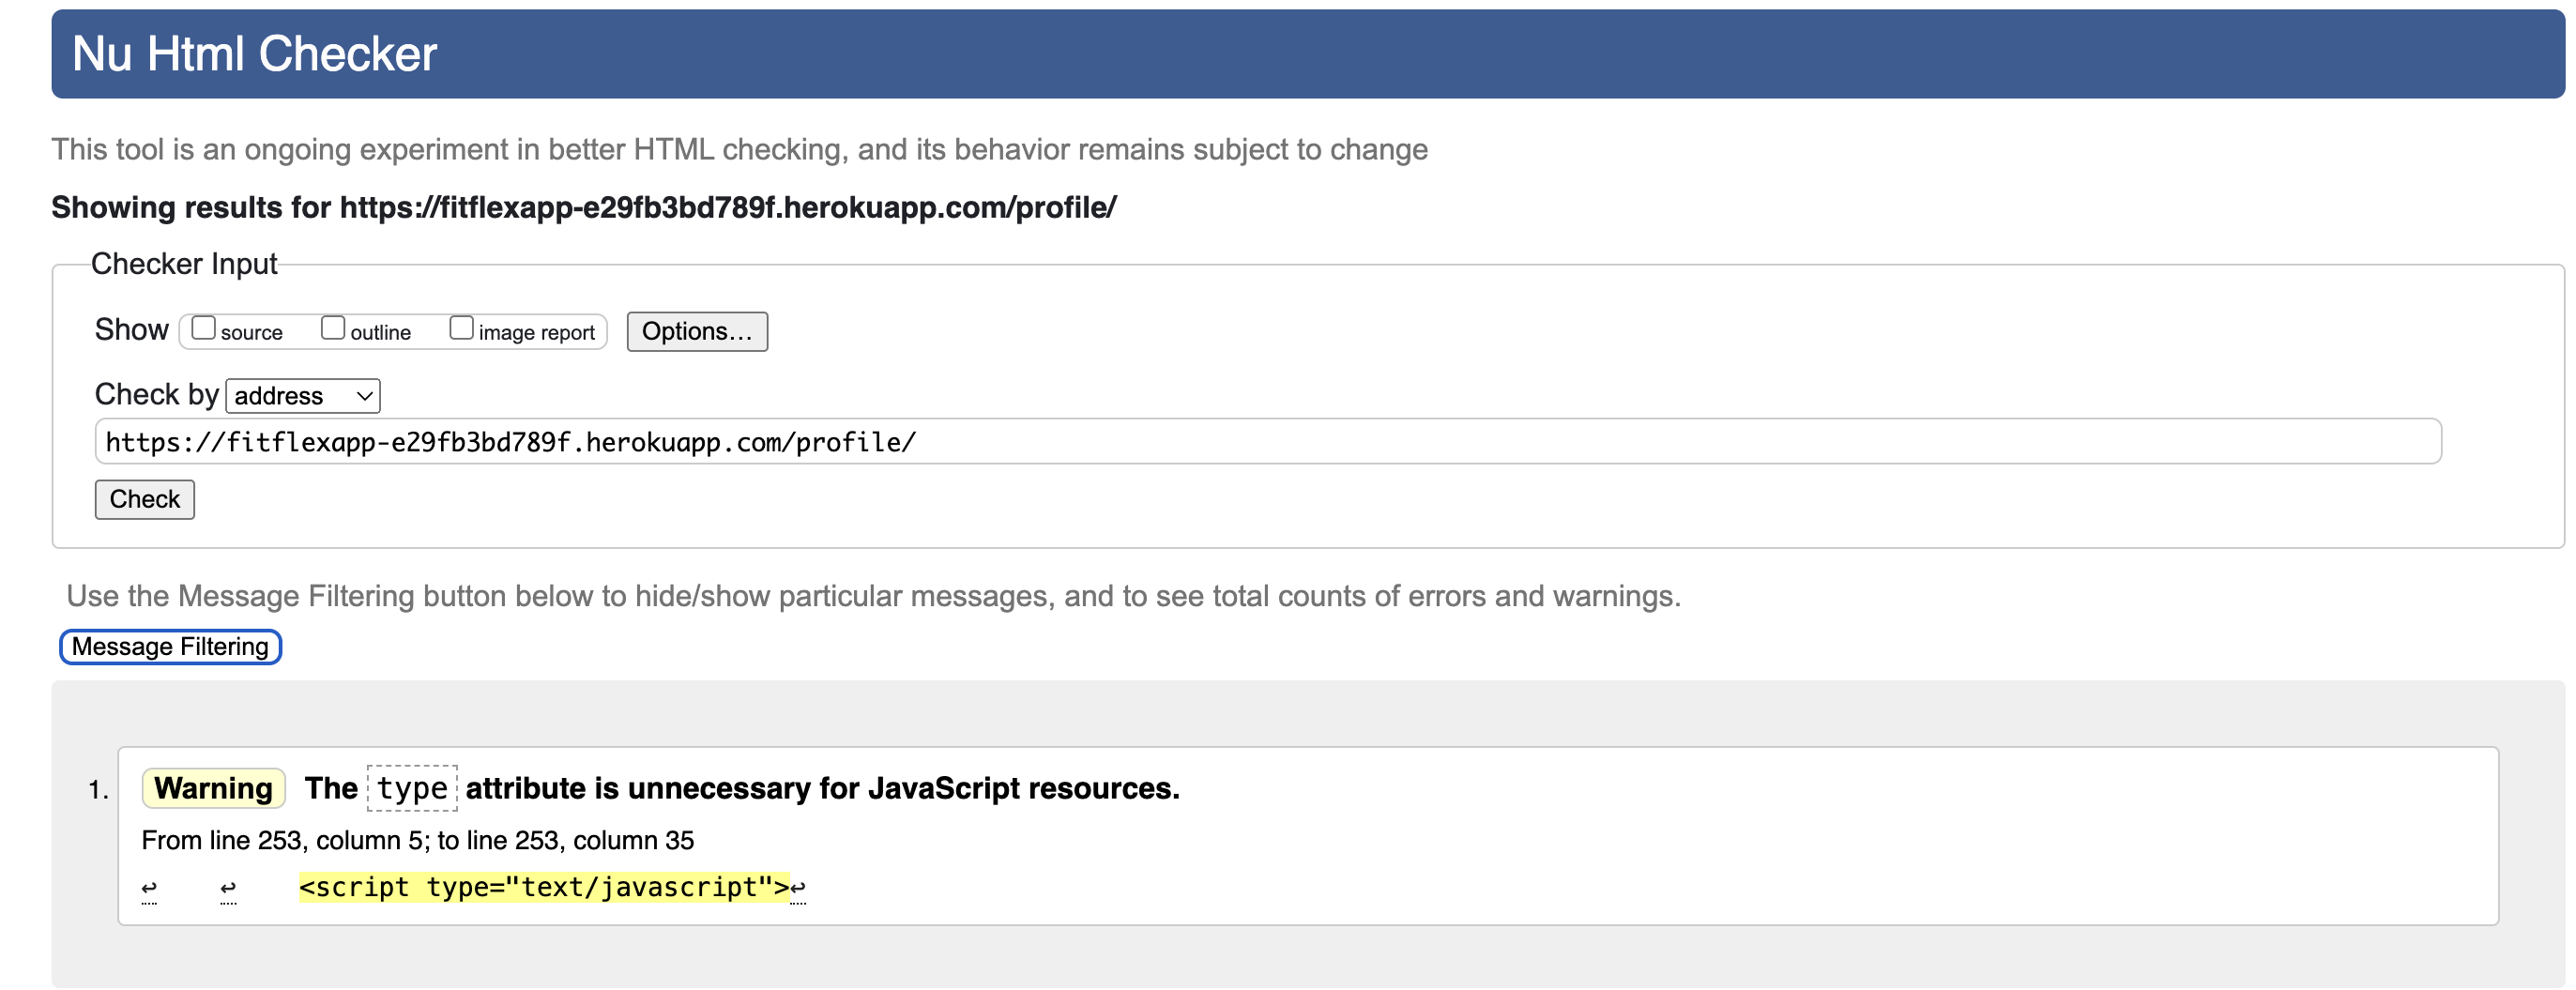 Nu Html Checker
This tool is an ongoing experiment in better HTML checking, and its behavior remains subject to change
Showing results for https://fitflexapp-e29fb3bd789f.herokuapp.com/profile/
Checker Input
Show source outline image report Options...
Check by address
https://fitflexapp-e29fb3bd789f.herokuapp.com/profile/
Check
Use the Message Filtering button below to hide/show particular messages, and to see total counts of errors and warnings.
Message Filtering
1. Warning The type attribute is unnecessary for JavaScript resources.
From line 253, column 5; to line 253, column 35
↩ ↩ <script type="text/javascript">↩